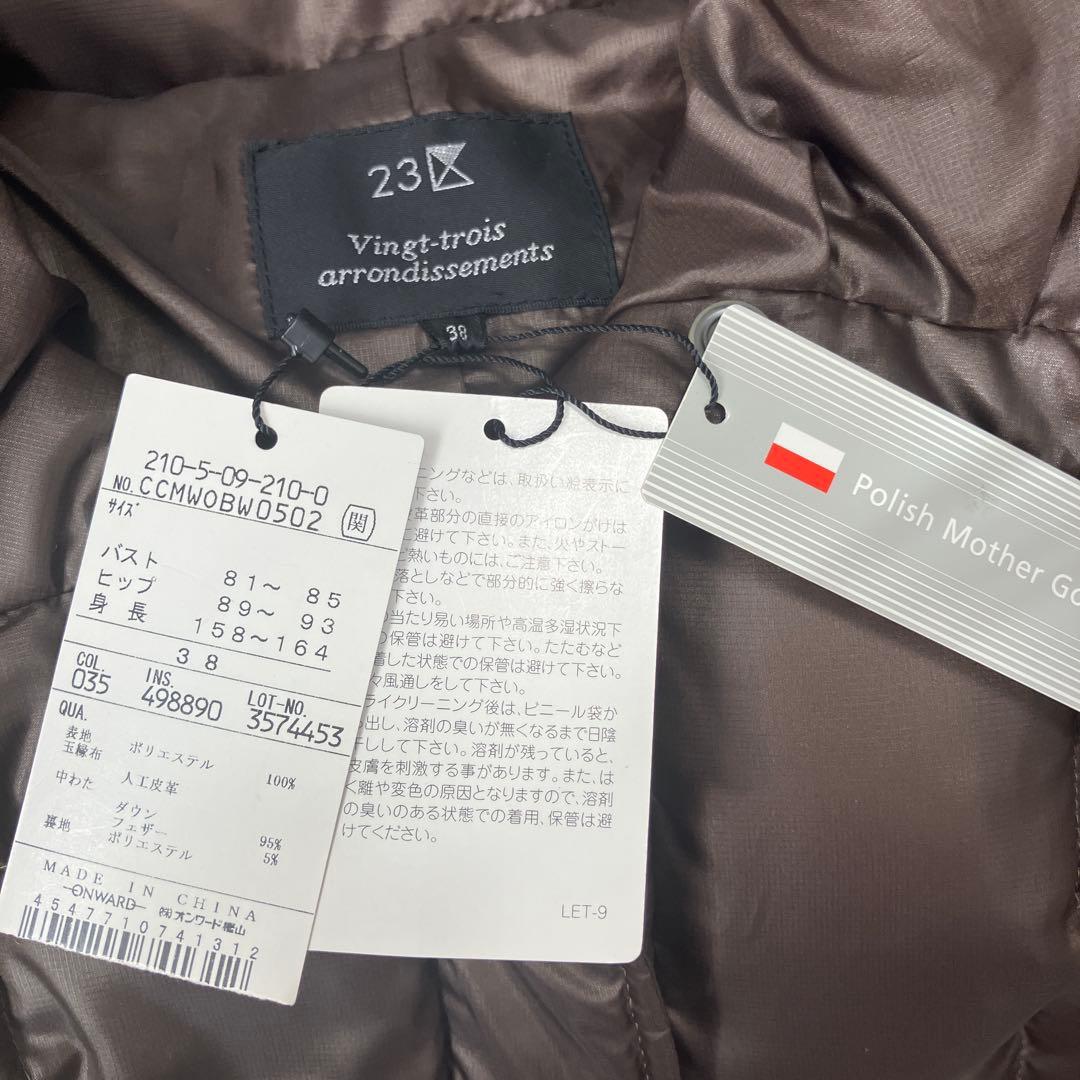 23区
Vingt-trois
arrondissements
38
210-5-09-210-0
NO. CCMWOBW0502 関
サイズ
バスト 81～ 85
ヒップ 89～ 93
身長 158～164
38
COL. INS. LOT-NO.
035 498890 3574453
QUA.
表地 ポリエステル 100%
玉縁布 人工皮革
中わた ダウン 95%
フェザー 5%
裏地 ポリエステル
MADE IN CHINA
ONWARD ㈱オンワード樫山
4547710741312
ニングなどは、取扱い絵表示に
下さい。
革部分の直接のアイロンがけは
に避けて下さい。また、火やストー
ど熱いものには、ご注意下さい。
落としなどで部分的に強く擦らな
下さい。
の当たり易い場所や高温多湿状況下
の保管は避けて下さい。たたむなど
着した状態での保管は避けて下さい。
々風通しをして下さい。
ライクリーニング後は、ビニール袋か
出し、溶剤の臭いが無くなるまで日陰
干しして下さい。溶剤が残っていると、
皮膚を刺激する事があります。また、は
く離や変色の原因となりますので、溶剤
の臭いのある状態での着用、保管は避
けてください。
LET-9
Polish Mother Go